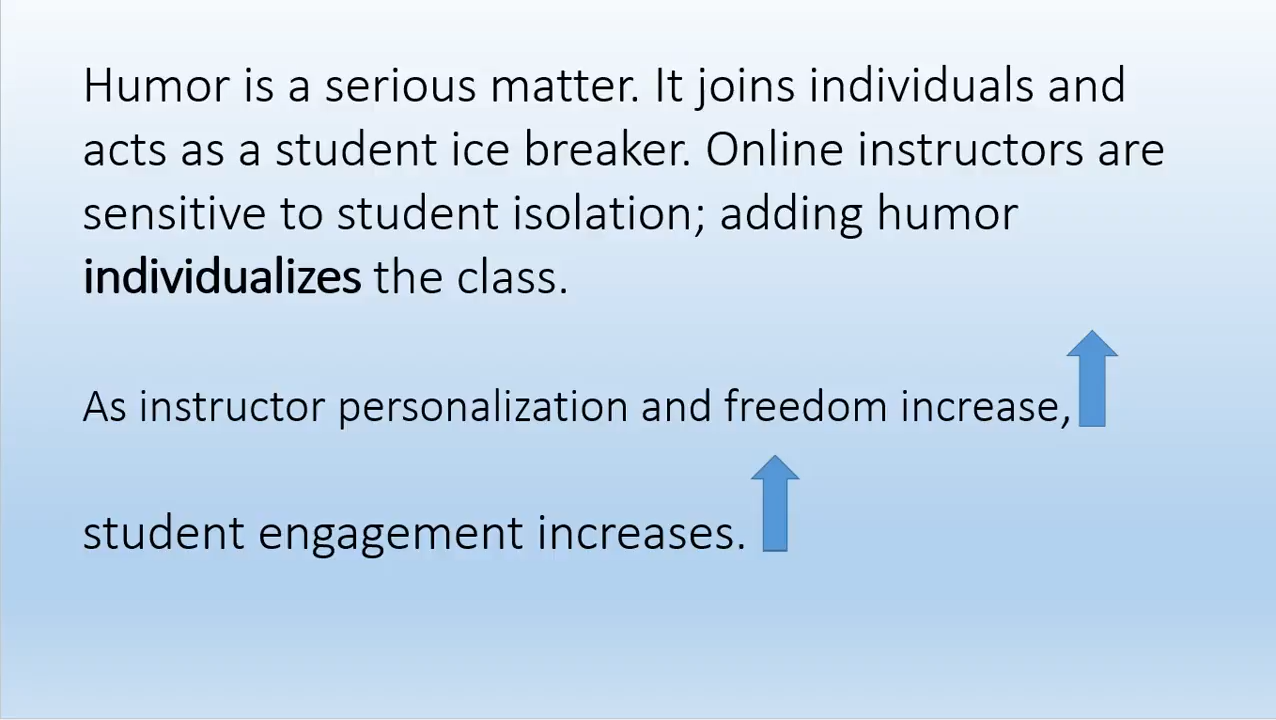 Humor is a serious matter. It joins individuals and
acts as a student ice breaker. Online instructors are
sensitive to student isolation; adding humor
individualizes the class.
As instructor personalization and freedom increase,
student engagement increases.